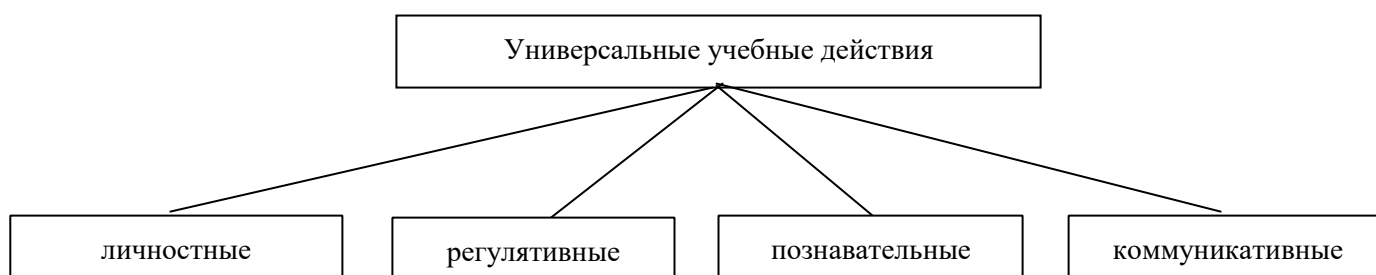 Универсальные учебные действия
личностные
регулятивные
познавательные
коммуникативные